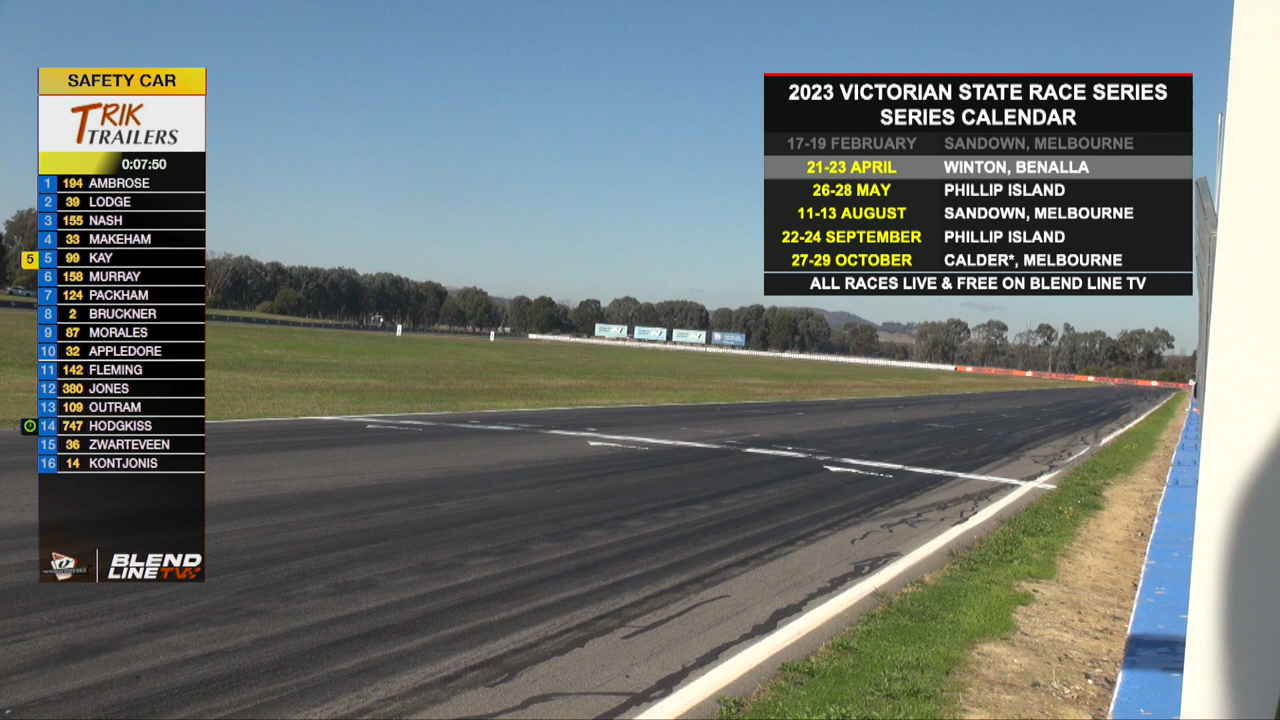 SAFETY CAR
TRIK
TRAILERS
0:07:50
1 194 AMBROSE
2 39 LODGE
3 155 NASH
4 33 MAKEHAM
5 5 99 KAY
6 158 MURRAY
7 124 PACKHAM
8 2 BRUCKNER
9 87 MORALES
10 32 APPLEDORE
11 142 FLEMING
12 380 JONES
13 109 OUTRAM
14 747 HODGKISS
15 36 ZWARTEVEEN
16 14 KONTJONIS
BLEND
LINE TV
2023 VICTORIAN STATE RACE SERIES
SERIES CALENDAR
17-19 FEBRUARY SANDOWN, MELBOURNE
21-23 APRIL WINTON, BENALLA
26-28 MAY PHILLIP ISLAND
11-13 AUGUST SANDOWN, MELBOURNE
22-24 SEPTEMBER PHILLIP ISLAND
27-29 OCTOBER CALDER*, MELBOURNE
ALL RACES LIVE & FREE ON BLEND LINE TV